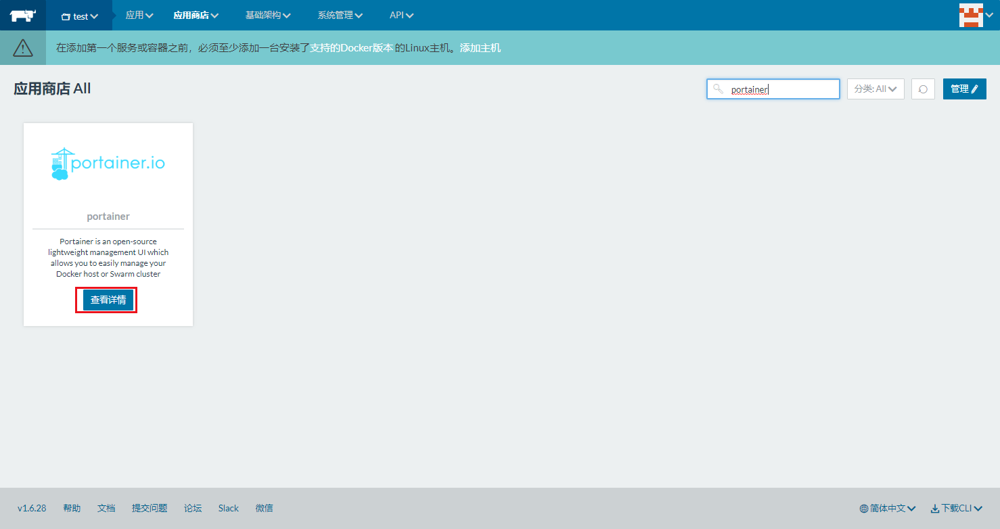 test 应用 应用商店 基础架构 系统管理 API
在添加第一个服务或容器之前，必须至少添加一台安装了支持的Docker版本 的Linux主机。添加主机
应用商店 All portainer 分类: All 管理
portainer.io
portainer
Portainer is an open-source
lightweight management UI which
allows you to easily manage your
Docker host or Swarm cluster
查看详情
v1.6.28 帮助 文档 提交问题 论坛 Slack 微信 简体中文 下载CLI